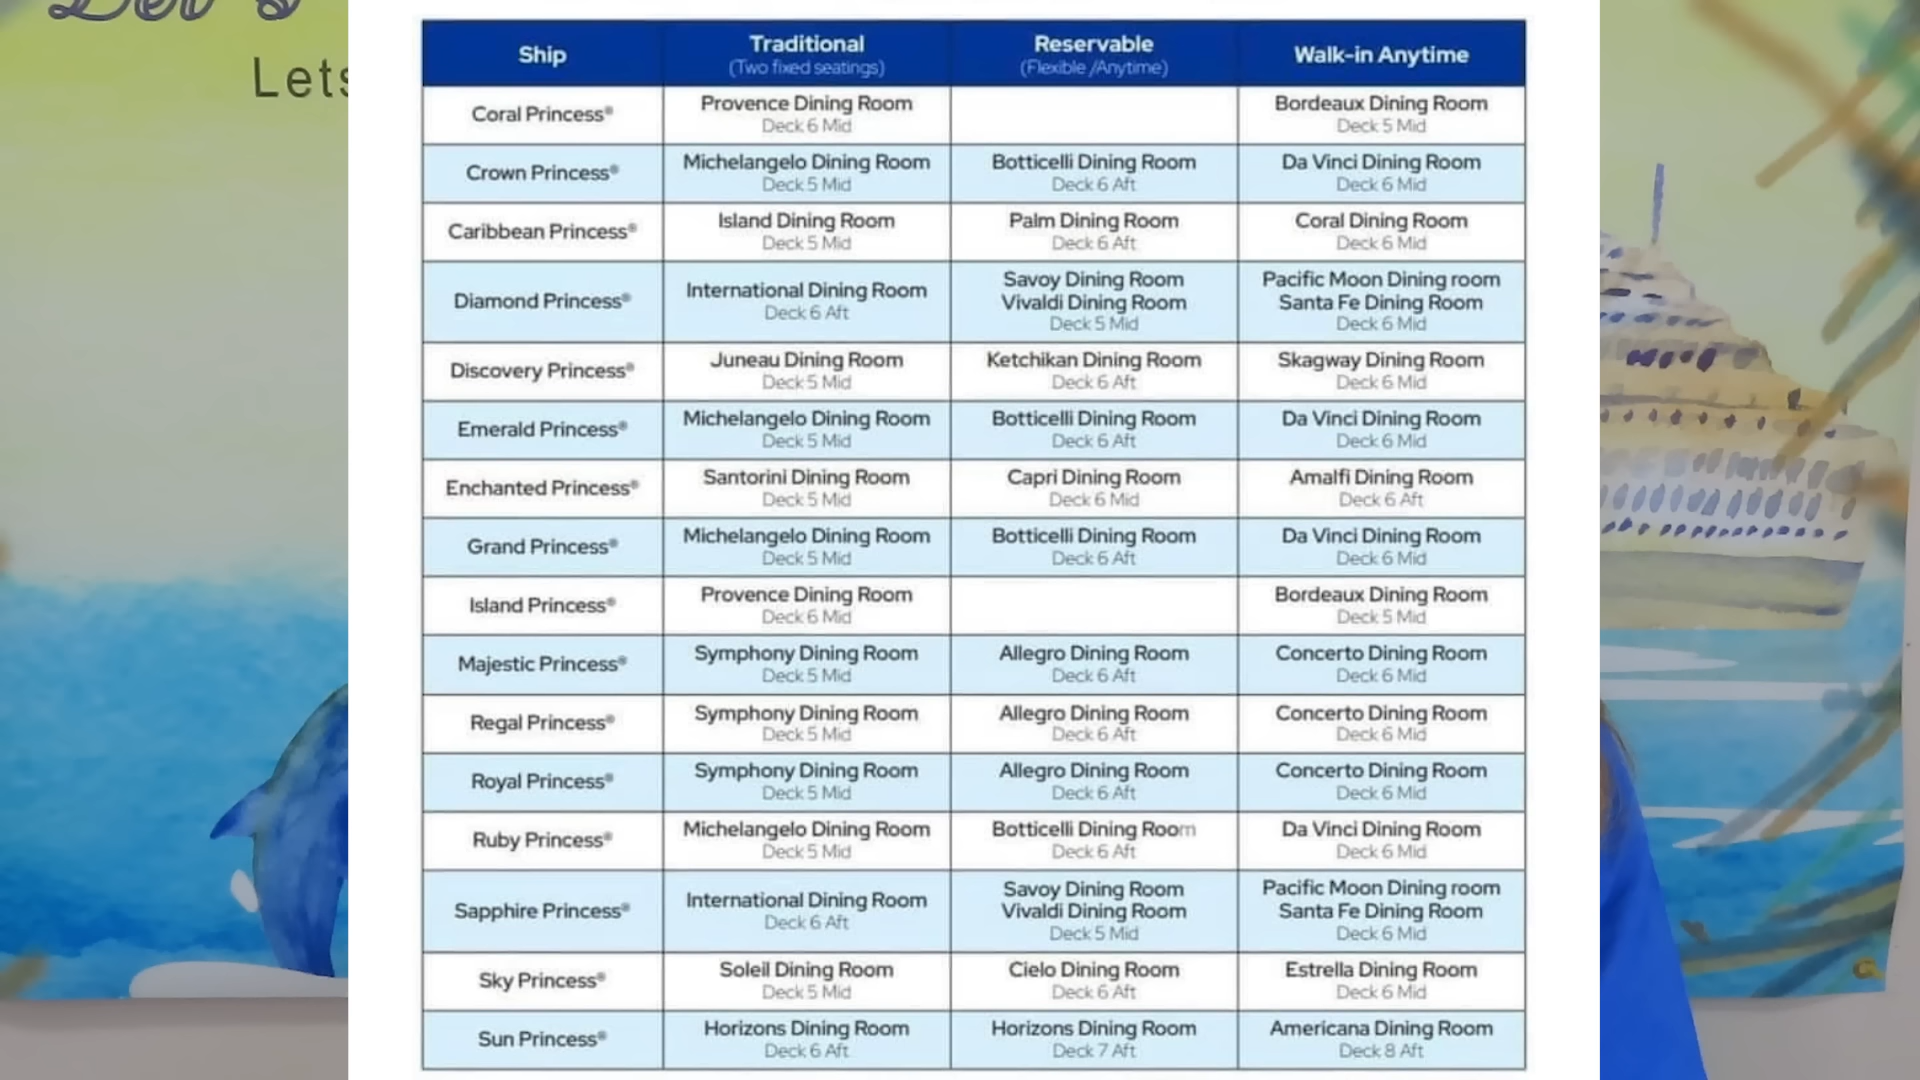 Let's
Lets
Ship
Traditional
(Two fixed seatings)
Reservable
(Flexible /Anytime)
Walk-in Anytime
Coral Princess®
Provence Dining Room
Deck 6 Mid
Bordeaux Dining Room
Deck 5 Mid
Crown Princess®
Michelangelo Dining Room
Deck 5 Mid
Botticelli Dining Room
Deck 6 Aft
Da Vinci Dining Room
Deck 6 Mid
Caribbean Princess®
Island Dining Room
Deck 5 Mid
Palm Dining Room
Deck 6 Aft
Coral Dining Room
Deck 6 Mid
Diamond Princess®
International Dining Room
Deck 6 Aft
Savoy Dining Room
Vivaldi Dining Room
Deck 5 Mid
Pacific Moon Dining room
Santa Fe Dining Room
Deck 6 Mid
Discovery Princess®
Juneau Dining Room
Deck 5 Mid
Ketchikan Dining Room
Deck 6 Aft
Skagway Dining Room
Deck 6 Mid
Emerald Princess®
Michelangelo Dining Room
Deck 5 Mid
Botticelli Dining Room
Deck 6 Aft
Da Vinci Dining Room
Deck 6 Mid
Enchanted Princess®
Santorini Dining Room
Deck 5 Mid
Capri Dining Room
Deck 6 Mid
Amalfi Dining Room
Deck 6 Aft
Grand Princess®
Michelangelo Dining Room
Deck 5 Mid
Botticelli Dining Room
Deck 6 Aft
Da Vinci Dining Room
Deck 6 Mid
Island Princess®
Provence Dining Room
Deck 6 Mid
Bordeaux Dining Room
Deck 5 Mid
Majestic Princess®
Symphony Dining Room
Deck 5 Mid
Allegro Dining Room
Deck 6 Aft
Concerto Dining Room
Deck 6 Mid
Regal Princess®
Symphony Dining Room
Deck 5 Mid
Allegro Dining Room
Deck 6 Aft
Concerto Dining Room
Deck 6 Mid
Royal Princess®
Symphony Dining Room
Deck 5 Mid
Allegro Dining Room
Deck 6 Aft
Concerto Dining Room
Deck 6 Mid
Ruby Princess®
Michelangelo Dining Room
Deck 5 Mid
Botticelli Dining Room
Deck 6 Aft
Da Vinci Dining Room
Deck 6 Mid
Sapphire Princess®
International Dining Room
Deck 6 Aft
Savoy Dining Room
Vivaldi Dining Room
Deck 5 Mid
Pacific Moon Dining room
Santa Fe Dining Room
Deck 6 Mid
Sky Princess®
Soleil Dining Room
Deck 5 Mid
Cielo Dining Room
Deck 6 Aft
Estrella Dining Room
Deck 6 Mid
Sun Princess®
Horizons Dining Room
Deck 6 Aft
Horizons Dining Room
Deck 7 Aft
Americana Dining Room
Deck 8 Aft